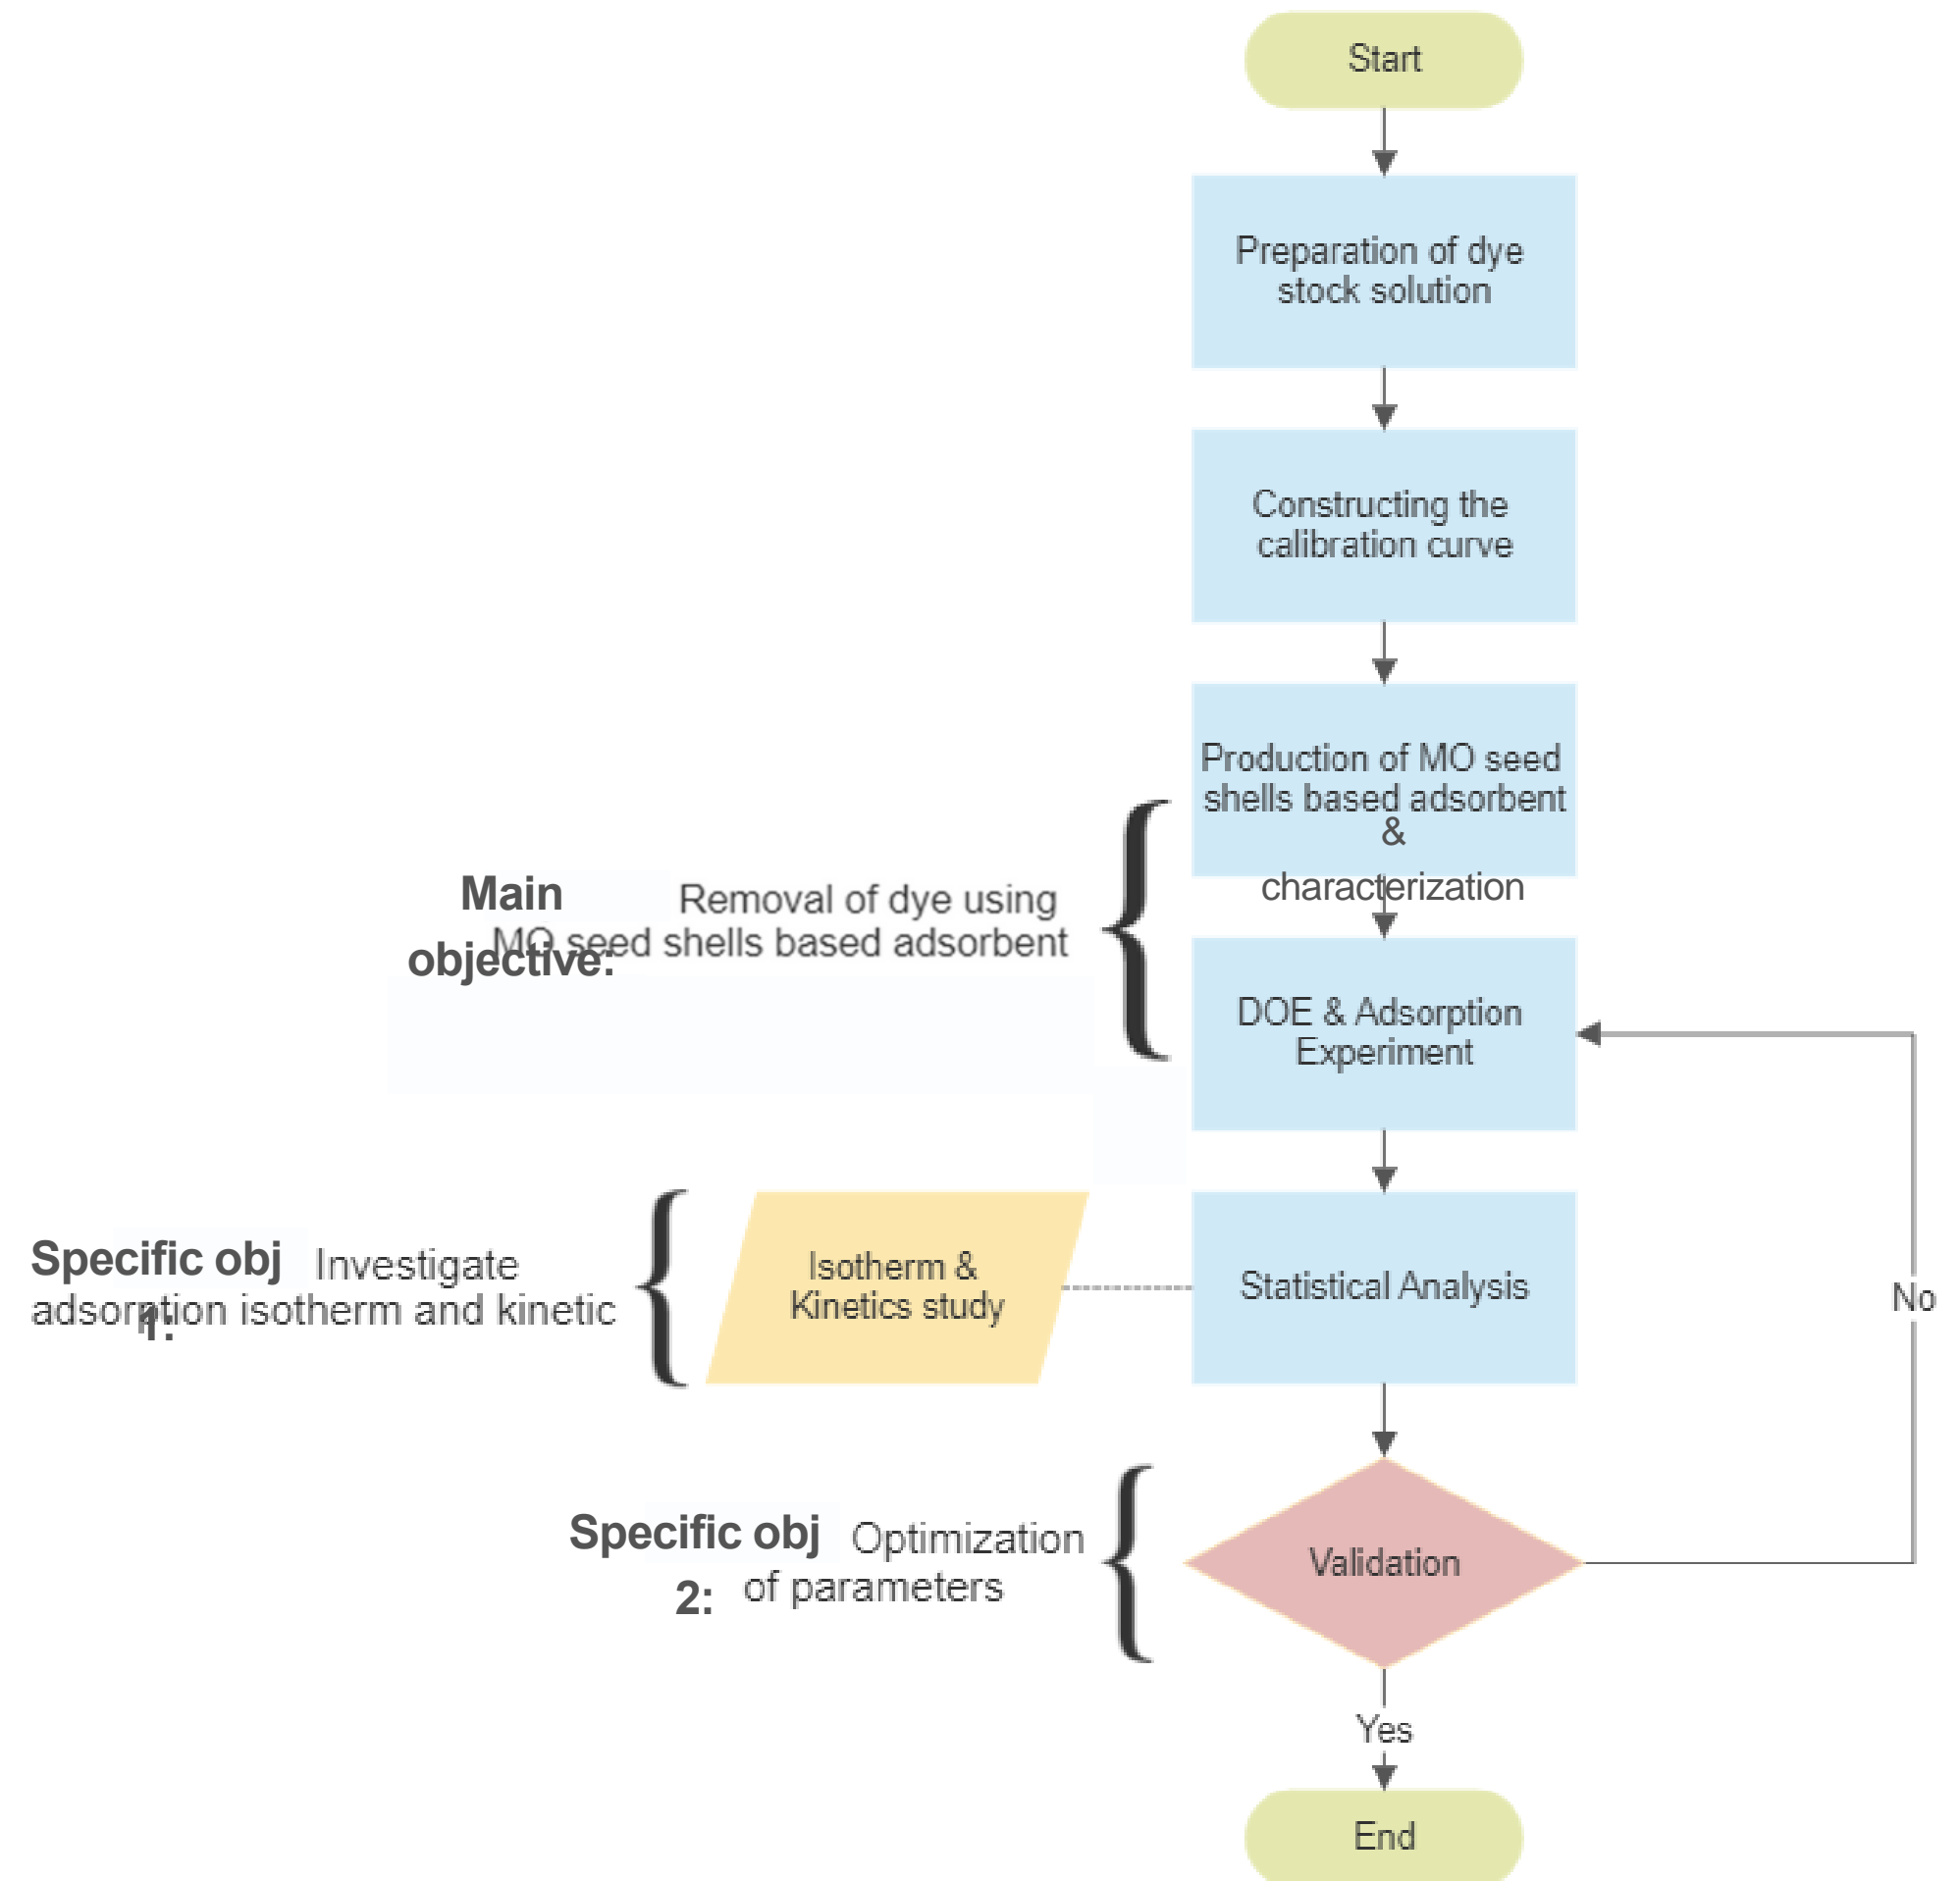 Start
Preparation of dye
stock solution
Constructing the
calibration curve
Production of MO seed
shells based adsorbent
&
characterization
Main
objective:
Removal of dye using
MO seed shells based adsorbent
DOE & Adsorption
Experiment
Specific obj
1:
Investigate
adsorption isotherm and kinetic
Isotherm &
Kinetics study
Statistical Analysis
No
Specific obj
2:
Optimization
of parameters
Validation
Yes
End